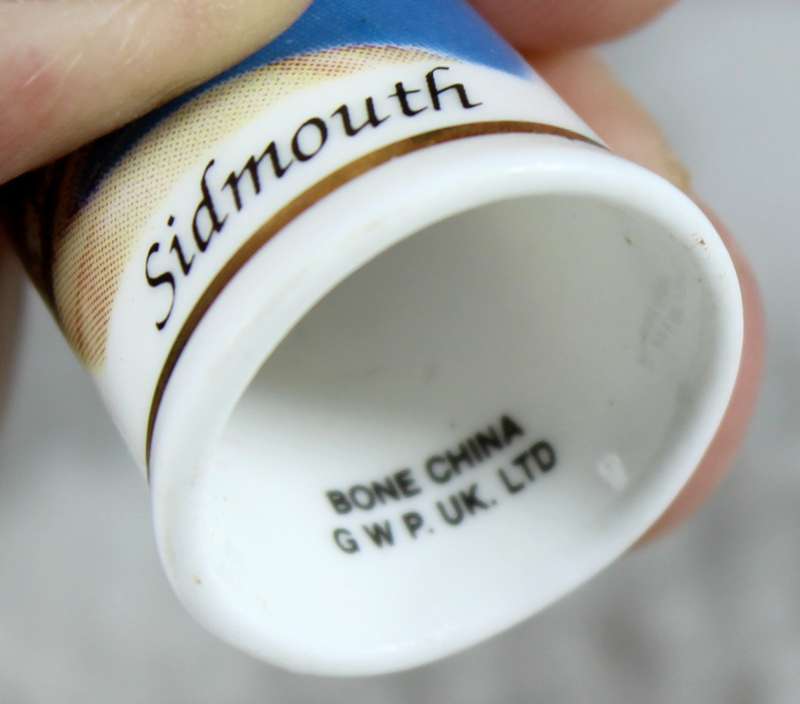 Sidmouth
BONE CHINA
G W P. UK. LTD